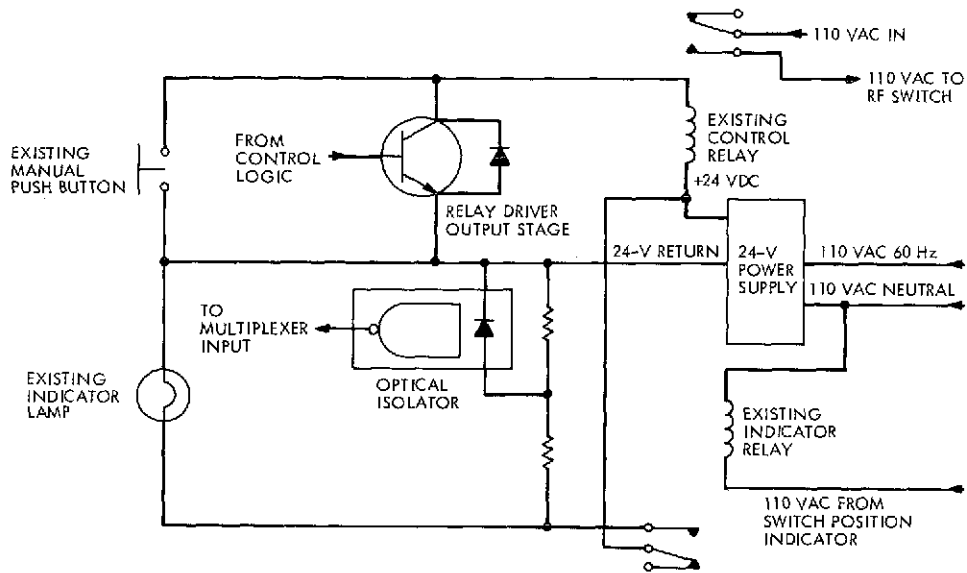 110 VAC IN
110 VAC TO
RF SWITCH
EXISTING
CONTROL
RELAY
FROM
CONTROL
LOGIC
EXISTING
MANUAL
PUSH BUTTON
+24 VDC
RELAY DRIVER
OUTPUT STAGE
24-V RETURN
24-V
POWER
SUPPLY
110 VAC 60 Hz
110 VAC NEUTRAL
TO
MULTIPLEXER
INPUT
OPTICAL
ISOLATOR
EXISTING
INDICATOR
LAMP
EXISTING
INDICATOR
RELAY
110 VAC FROM
SWITCH POSITION
INDICATOR